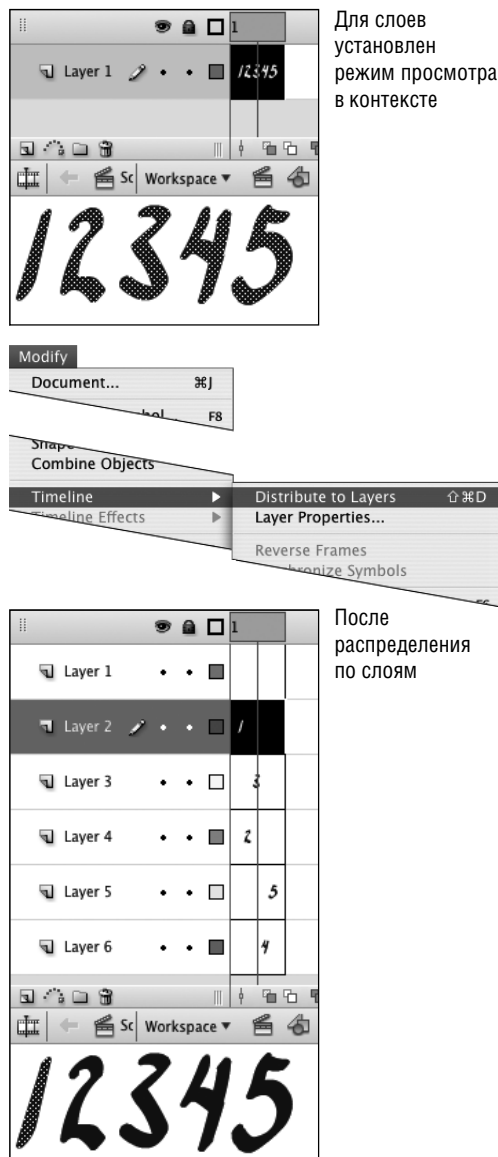 1
Для слоев
установлен
режим просмотра
в контексте
Layer 1
12345
Sc Workspace
12345
Modify
Document... ⌘J
F8
Combine Objects
Timeline
Distribute to Layers ⇧⌘D
Timeline Effects
Layer Properties...
Reverse Frames
Symbols
1
После
распределения
по слоям
Layer 1
Layer 2 1
Layer 3 3
Layer 4 2
Layer 5 5
Layer 6 4
Sc Workspace
12345